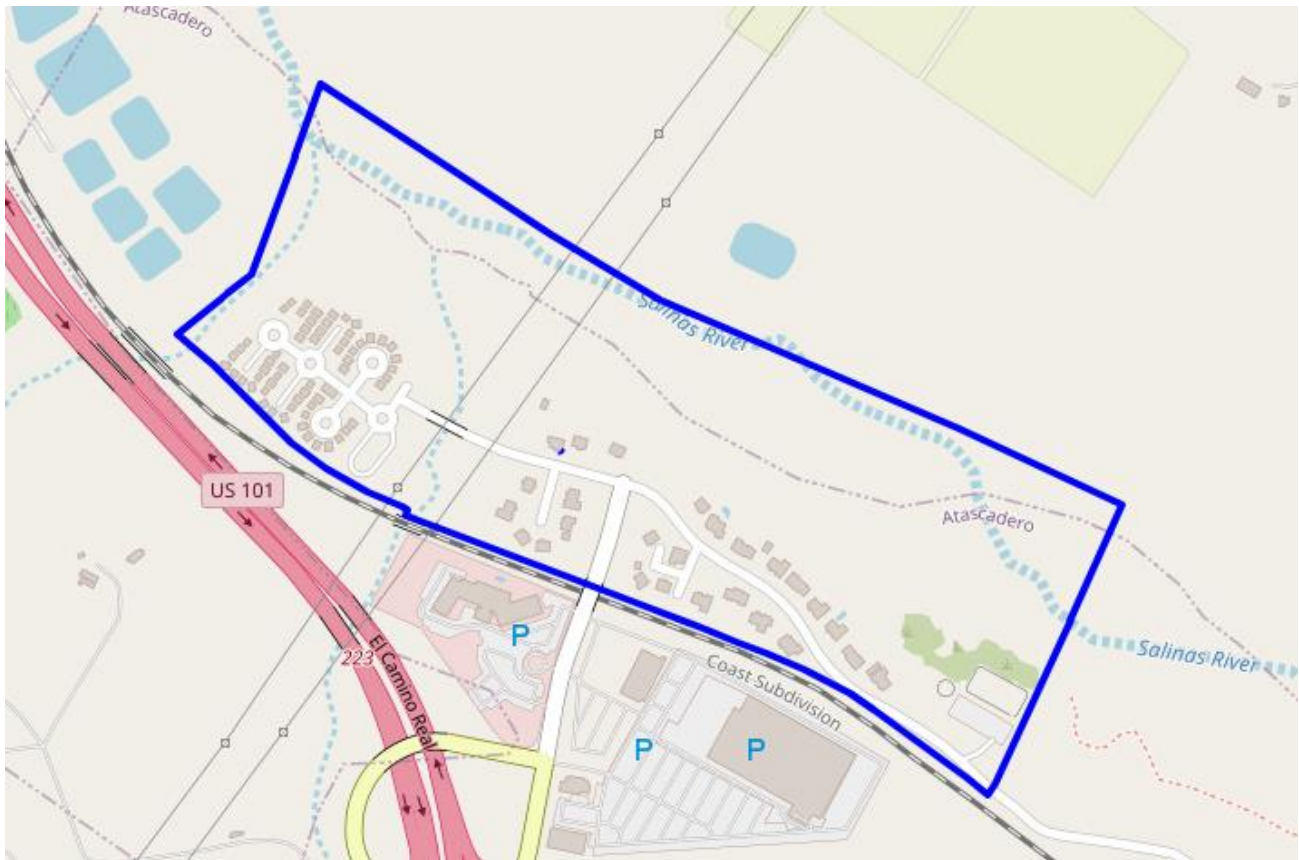 Atascadero
Salinas River
US 101
Atascadero
P
223
El Camino Real
Coast Subdivision
Salinas River
P
P